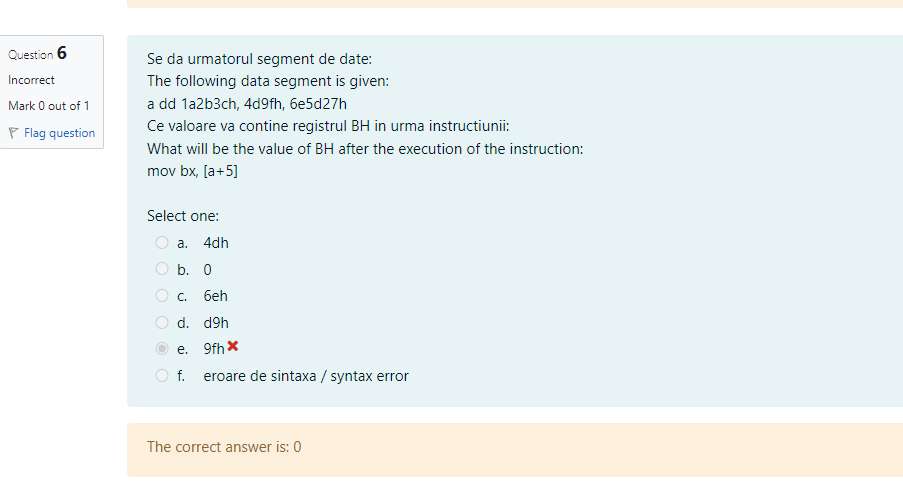 Question 6
Incorrect
Mark 0 out of 1
Flag question
Se da urmatorul segment de date:
The following data segment is given:
a dd 1a2b3ch, 4d9fh, 6e5d27h
Ce valoare va contine registrul BH in urma instructiunii:
What will be the value of BH after the execution of the instruction:
mov bx, [a+5]
Select one:
a. 4dh
b. 0
c. 6eh
d. d9h
e. 9fh
f. eroare de sintaxa / syntax error
The correct answer is: 0